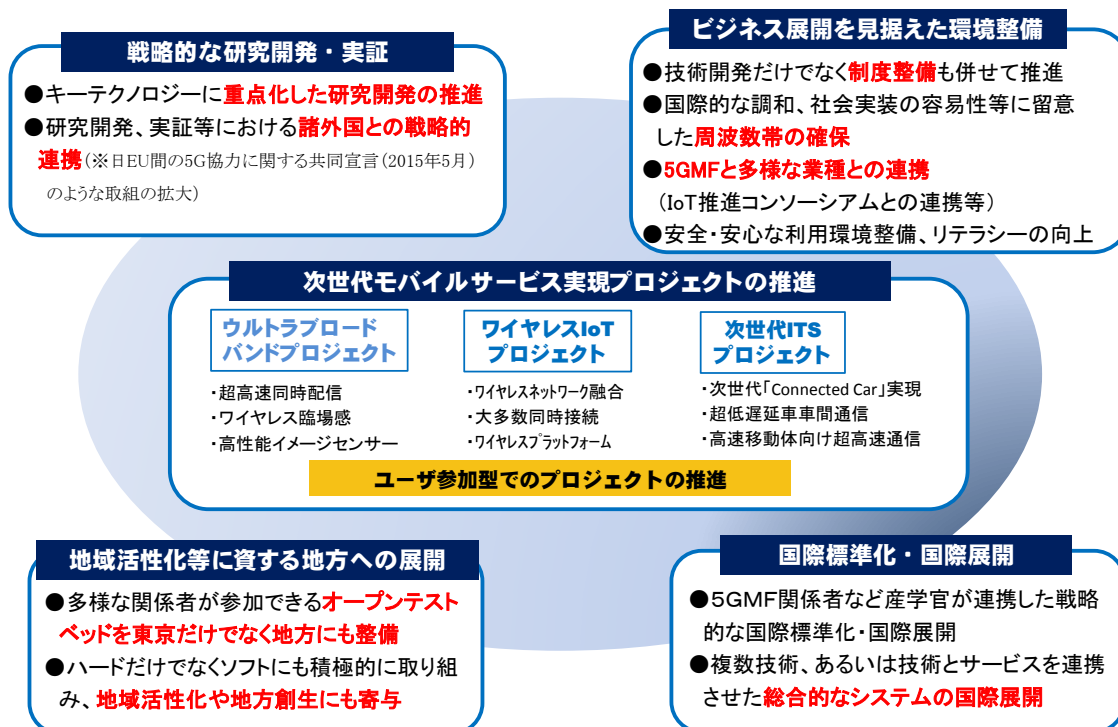 戦略的な研究開発・実証
●キーテクノロジーに重点化した研究開発の推進
●研究開発、実証等における諸外国との戦略的
連携(※日EU間の5G協力に関する共同宣言(2015年5月)
のような取組の拡大)
ビジネス展開を見据えた環境整備
●技術開発だけでなく制度整備も併せて推進
●国際的な調和、社会実装の容易性等に留意
した周波数帯の確保
●5GMFと多様な業種との連携
(IoT推進コンソーシアムとの連携等)
●安全・安心な利用環境整備、リテラシーの向上
次世代モバイルサービス実現プロジェクトの推進
ウルトラブロード
バンドプロジェクト
・超高速同時配信
・ワイヤレス臨場感
・高性能イメージセンサー
ワイヤレスIoT
プロジェクト
・ワイヤレスネットワーク融合
・大多数同時接続
・ワイヤレスプラットフォーム
次世代ITS
プロジェクト
・次世代「Connected Car」実現
・超低遅延車車間通信
・高速移動体向け超高速通信
ユーザ参加型でのプロジェクトの推進
地域活性化等に資する地方への展開
●多様な関係者が参加できるオープンテスト
ベッドを東京だけでなく地方にも整備
●ハードだけでなくソフトにも積極的に取り組
み、地域活性化や地方創生にも寄与
国際標準化・国際展開
●5GMF関係者など産学官が連携した戦略
的な国際標準化・国際展開
●複数技術、あるいは技術とサービスを連携
させた総合的なシステムの国際展開